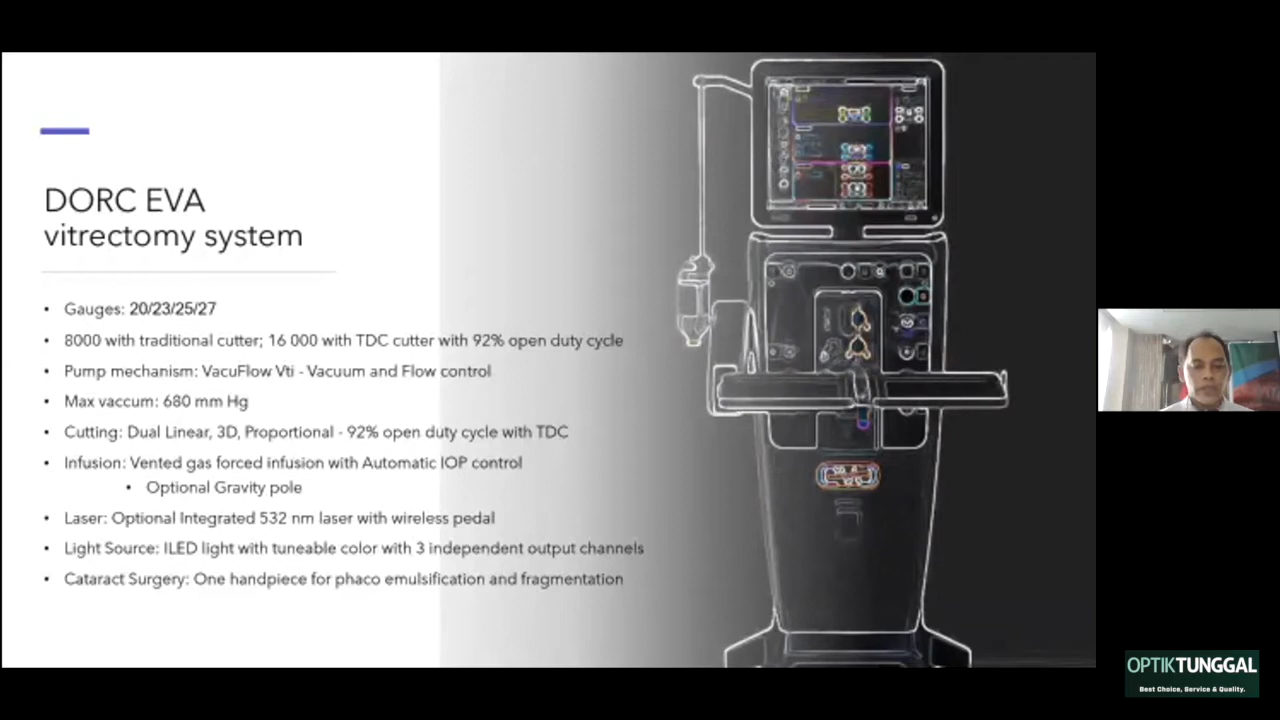 DORC EVA
vitrectomy system
• Gauges: 20/23/25/27
• 8000 with traditional cutter; 16 000 with TDC cutter with 92% open duty cycle
• Pump mechanism: VacuFlow Vti - Vacuum and Flow control
• Max vaccum: 680 mm Hg
• Cutting: Dual Linear, 3D, Proportional - 92% open duty cycle with TDC
• Infusion: Vented gas forced infusion with Automatic IOP control
• Optional Gravity pole
• Laser: Optional Integrated 532 nm laser with wireless pedal
• Light Source: ILED light with tuneable color with 3 independent output channels
• Cataract Surgery: One handpiece for phaco emulsification and fragmentation
OPTIKTUNGGAL
Best Choice, Service & Quality.